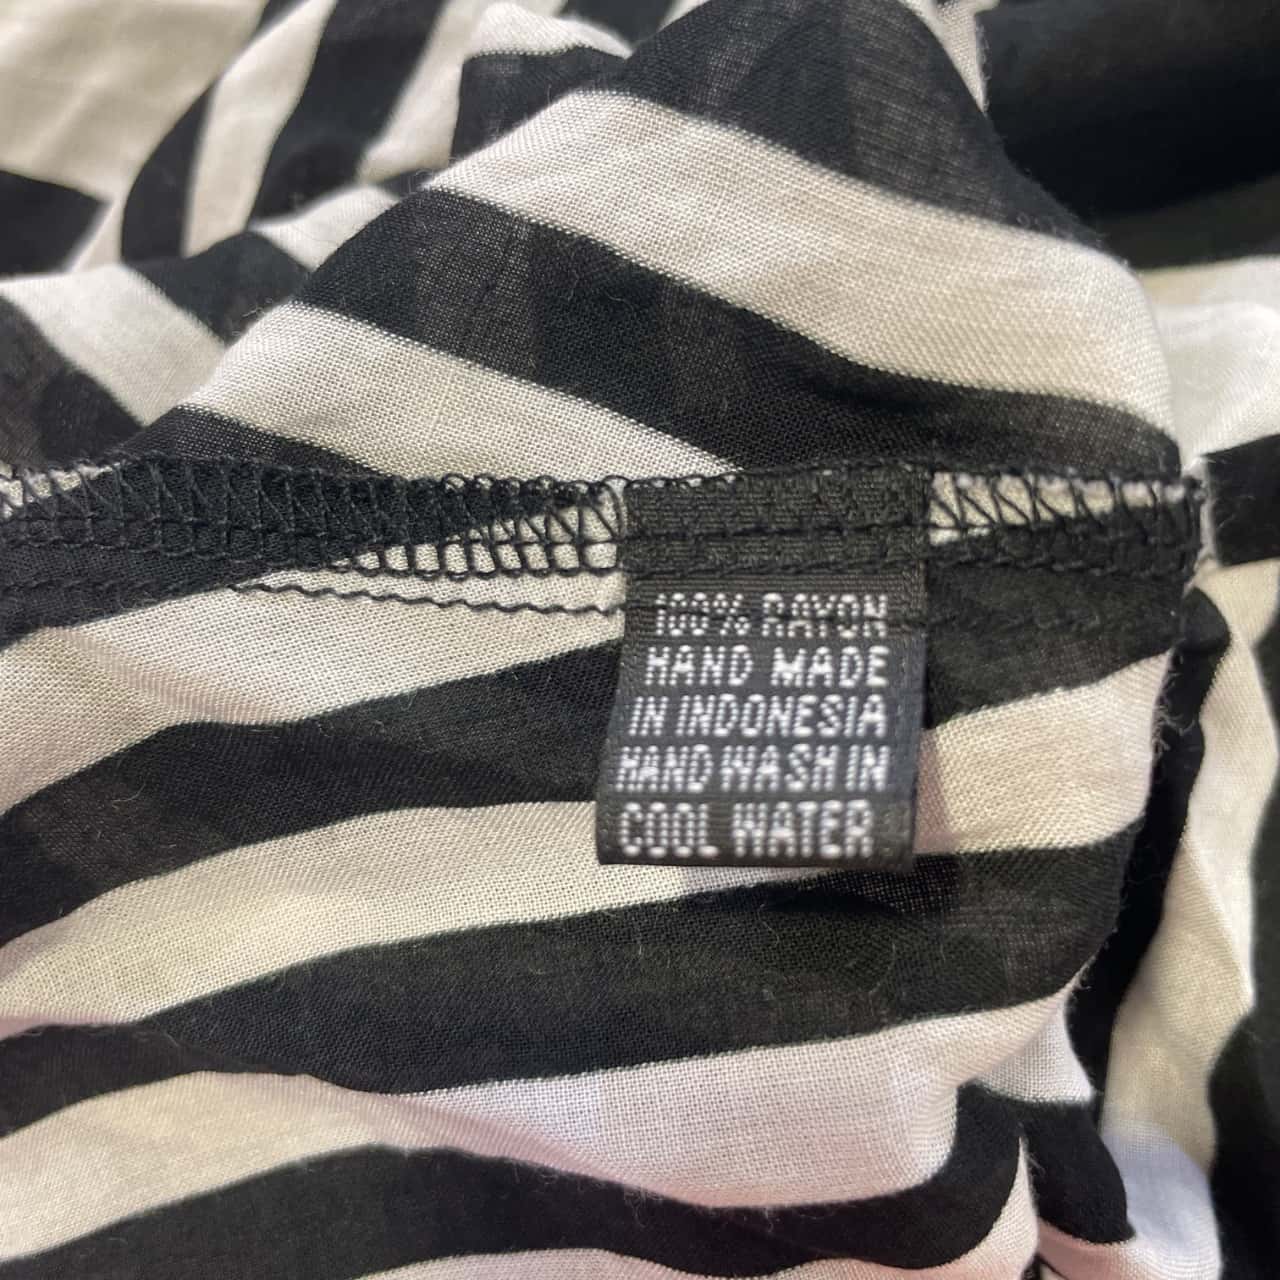 100% RAYON
HAND MADE
IN INDONESIA
HAND WASH IN
COOL WATER